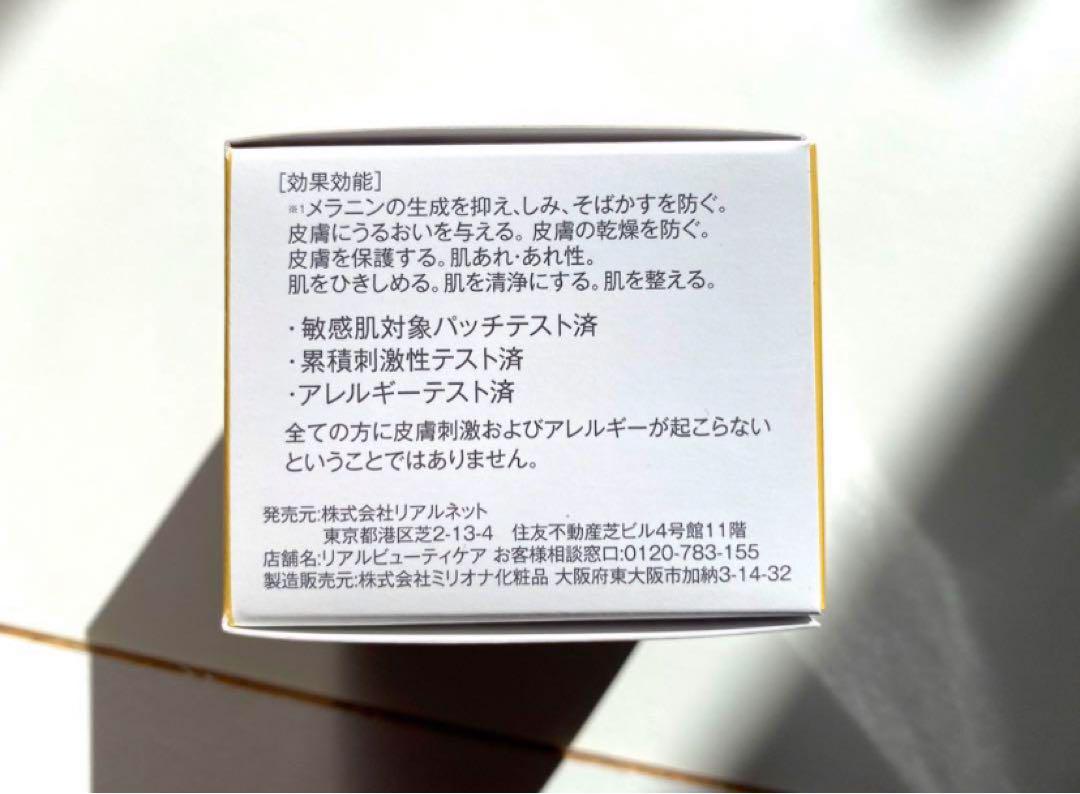 ［効果効能］
※1メラニンの生成を抑え、しみ、そばかすを防ぐ。
皮膚にうるおいを与える。皮膚の乾燥を防ぐ。
皮膚を保護する。肌あれ・あれ性。
肌をひきしめる。肌を清浄にする。肌を整える。
・敏感肌対象パッチテスト済
・累積刺激性テスト済
・アレルギーテスト済
全ての方に皮膚刺激およびアレルギーが起こらない
ということではありません。
発売元:株式会社リアルネット
東京都港区芝2-13-4 住友不動産芝ビル4号館11階
店舗名:リアルビューティケア お客様相談窓口:0120-783-155
製造販売元:株式会社ミリオナ化粧品 大阪府東大阪市加納3-14-32